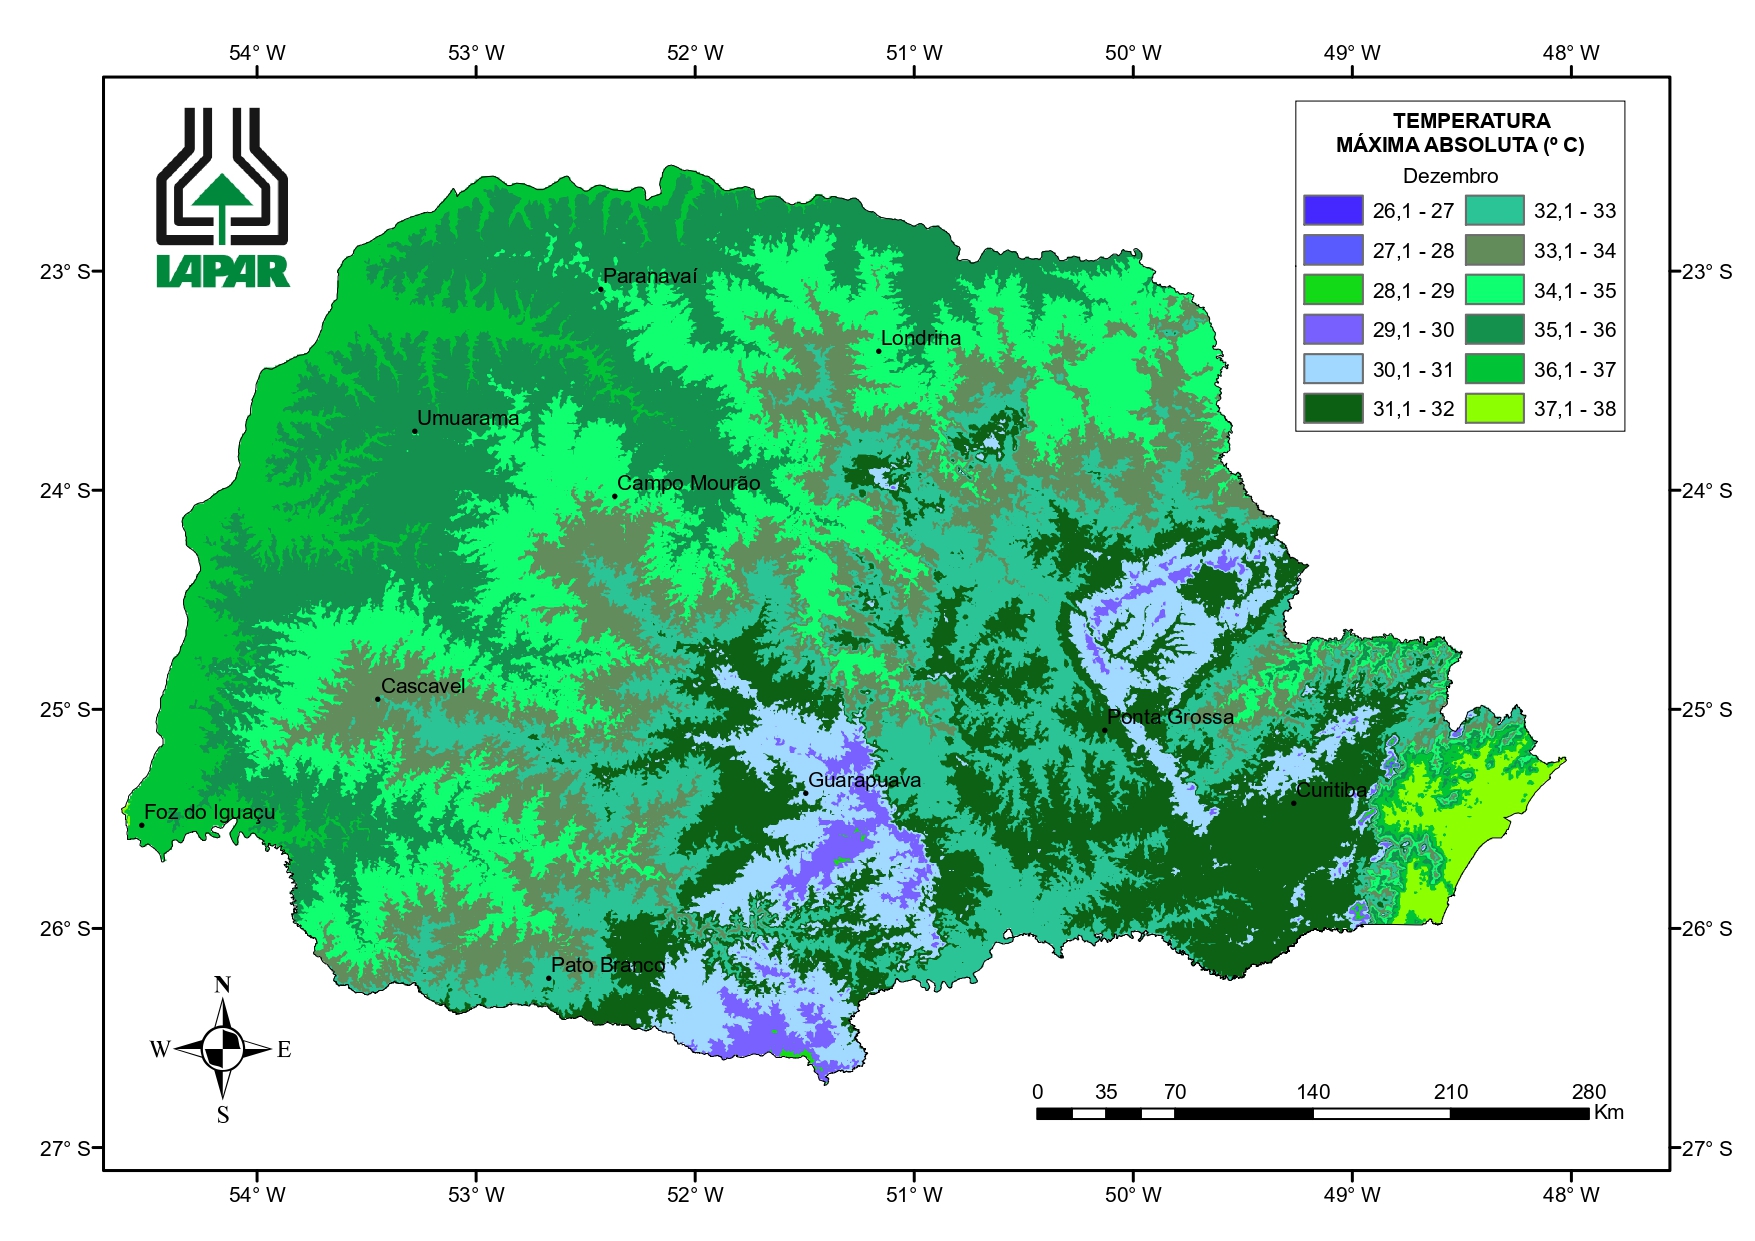 54° W 53° W 52° W 51° W 50° W 49° W 48° W
IAPAR
TEMPERATURA
MÁXIMA ABSOLUTA (º C)
Dezembro
26,1 - 27 32,1 - 33
27,1 - 28 33,1 - 34
28,1 - 29 34,1 - 35
29,1 - 30 35,1 - 36
30,1 - 31 36,1 - 37
31,1 - 32 37,1 - 38
23° S 23° S
Paranavaí
Londrina
Umuarama
Campo Mourão
24° S 24° S
Cascavel
25° S 25° S
Ponta Grossa
Guarapuava
Curitiba
Foz do Iguaçu
26° S 26° S
Pato Branco
N
W E
S
0 35 70 140 210 280
Km
27° S 27° S
54° W 53° W 52° W 51° W 50° W 49° W 48° W